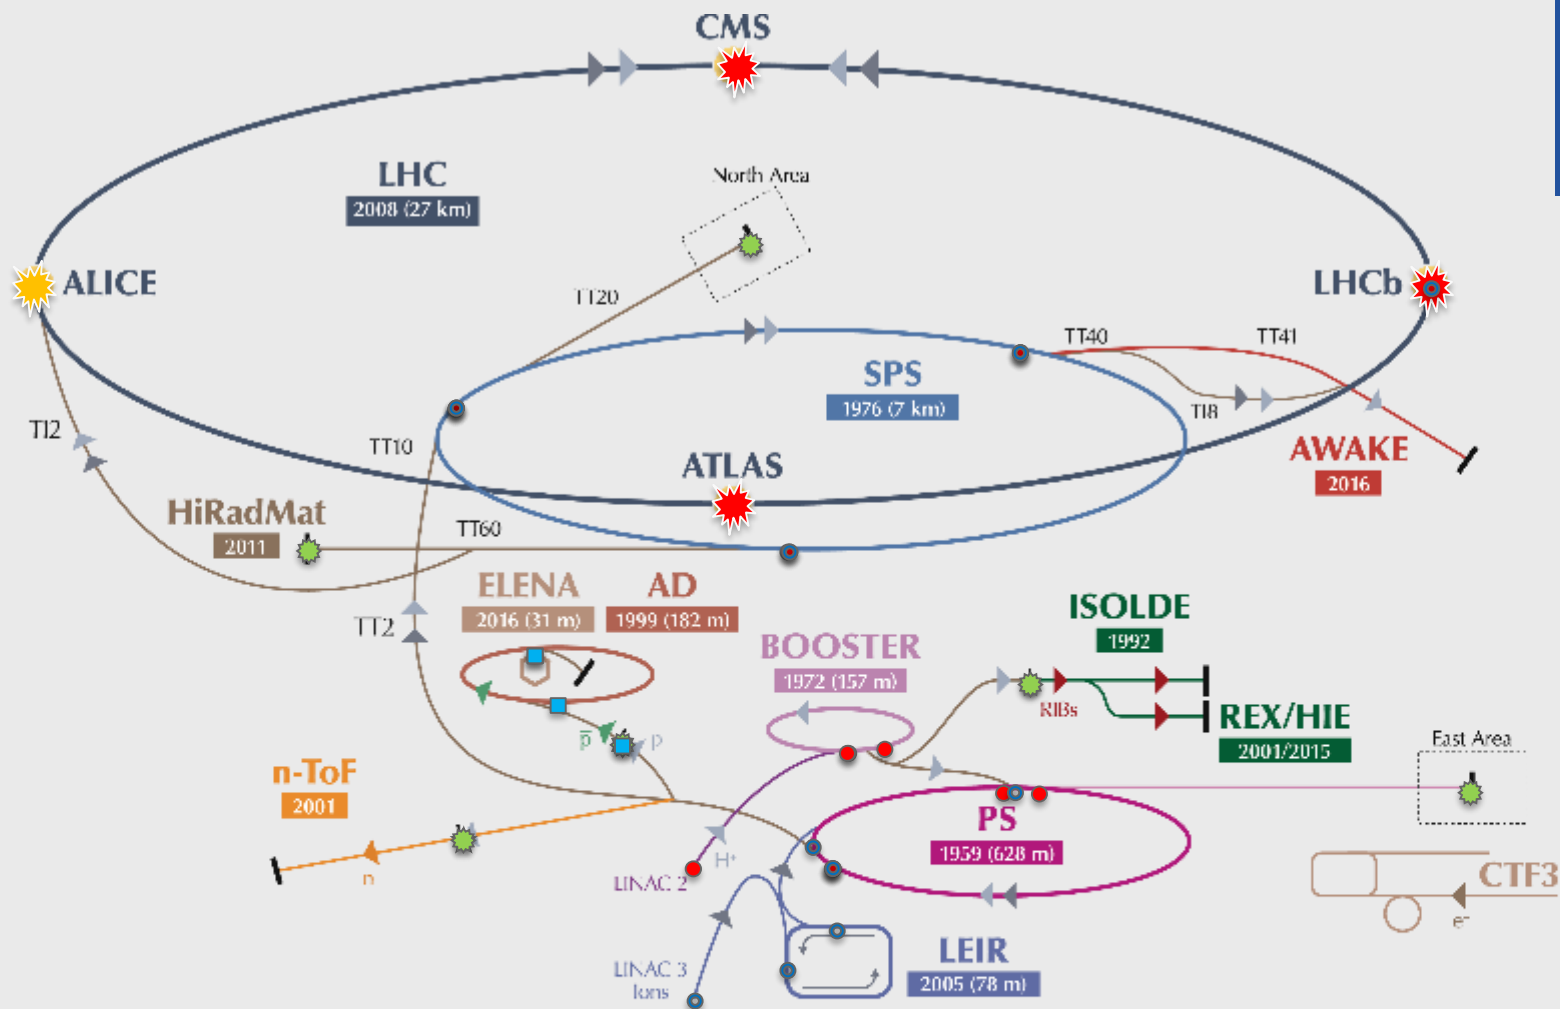 CMS
LHC
2008 (27 km)
North Area
ALICE
LHCb
TT20
TT40
TT41
SPS
1976 (7 km)
TI8
TI2
TT10
ATLAS
AWAKE
2016
HiRadMat
2011
TT60
ELENA
2016 (31 m)
AD
1999 (182 m)
ISOLDE
1992
TT2
BOOSTER
1972 (157 m)
RIBs
REX/HIE
2001/2015
p̅
p
East Area
n-ToF
2001
PS
1959 (628 m)
H⁺
n
LINAC 2
CTF3
e⁻
LEIR
2005 (78 m)
LINAC 3
Ions